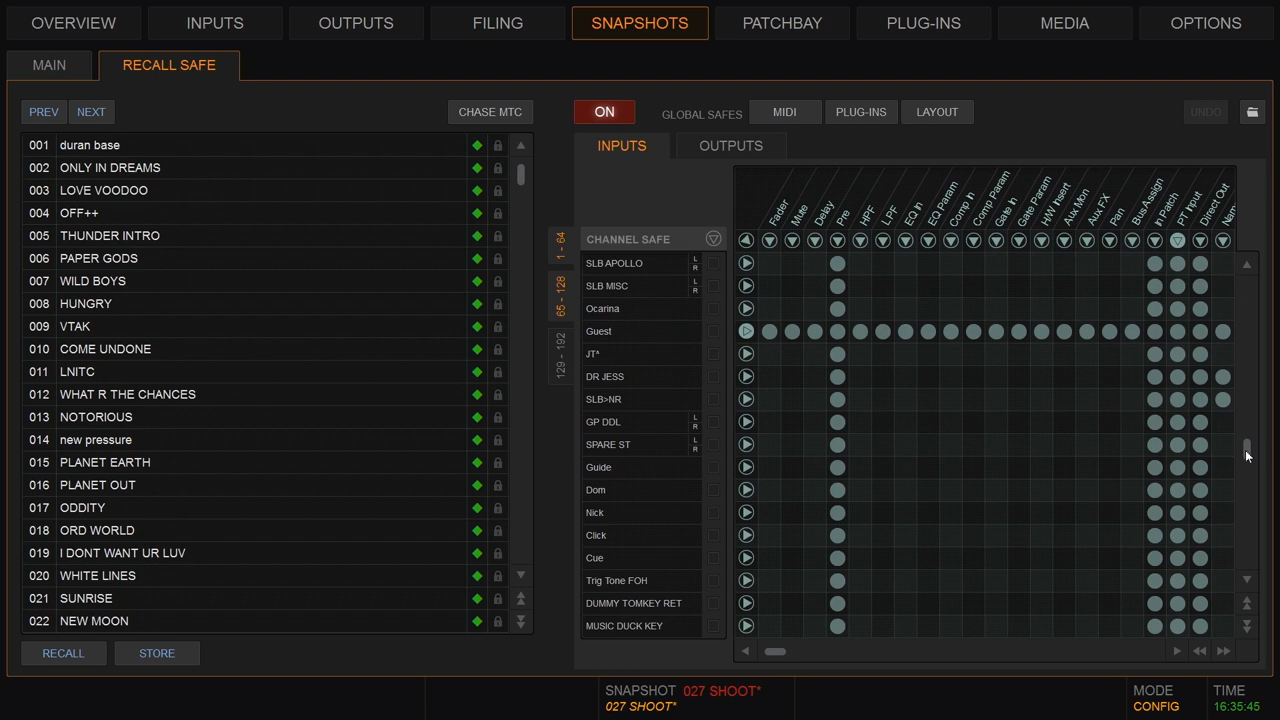 OVERVIEW INPUTS OUTPUTS FILING SNAPSHOTS PATCHBAY PLUG-INS MEDIA OPTIONS
MAIN RECALL SAFE
PREV NEXT CHASE MTC
001 duran base
002 ONLY IN DREAMS
003 LOVE VOODOO
004 OFF++
005 THUNDER INTRO
006 PAPER GODS
007 WILD BOYS
008 HUNGRY
009 VTAK
010 COME UNDONE
011 LNITC
012 WHAT R THE CHANCES
013 NOTORIOUS
014 new pressure
015 PLANET EARTH
016 PLANET OUT
017 ODDITY
018 ORD WORLD
019 I DONT WANT UR LUV
020 WHITE LINES
021 SUNRISE
022 NEW MOON
RECALL STORE
ON GLOBAL SAFES MIDI PLUG-INS LAYOUT UNDO
INPUTS OUTPUTS
Fader
Mute
Delay
Pre
HPF
LPF
EQ In
EQ Param
Comp In
Comp Param
Gate In
Gate Param
H/W Insert
Aux Mon
Aux FX
Pan
Bus Assign
In Patch
PT Input
Direct Out
Nam
1 - 64
65 - 128
129 - 192
CHANNEL SAFE
SLB APOLLO L R
SLB MISC L R
Ocarina
Guest
JT*
DR JESS
SLB>NR
GP DDL L R
SPARE ST L R
Guide
Dom
Nick
Click
Cue
Trig Tone FOH
DUMMY TOMKEY RET
MUSIC DUCK KEY
SNAPSHOT 027 SHOOT*
027 SHOOT*
MODE
CONFIG
TIME
16:35:45